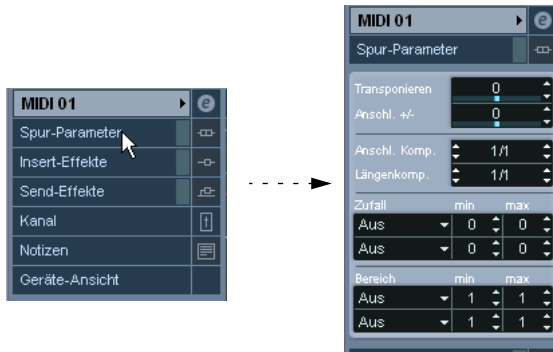 MIDI 01
Spur-Parameter
Insert-Effekte
Send-Effekte
Kanal
Notizen
Geräte-Ansicht
MIDI 01
Spur-Parameter
Transponieren 0
Anschl. +/- 0
Anschl. Komp. 1/1
Längenkomp. 1/1
Zufall min max
Aus 0 0
Aus 0 0
Bereich min max
Aus 1 1
Aus 1 1